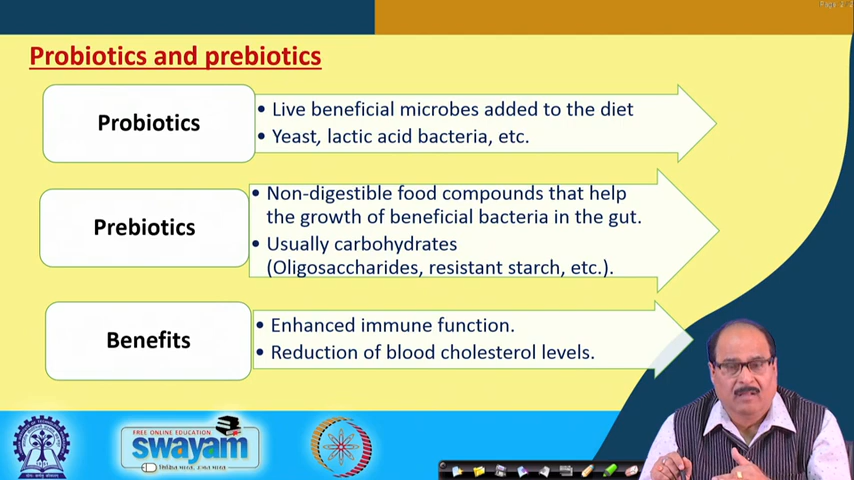 Probiotics and prebiotics
Probiotics
• Live beneficial microbes added to the diet
• Yeast, lactic acid bacteria, etc.
Prebiotics
• Non-digestible food compounds that help
the growth of beneficial bacteria in the gut.
• Usually carbohydrates
(Oligosaccharides, resistant starch, etc.).
Benefits
• Enhanced immune function.
• Reduction of blood cholesterol levels.
FREE ONLINE EDUCATION
swayam